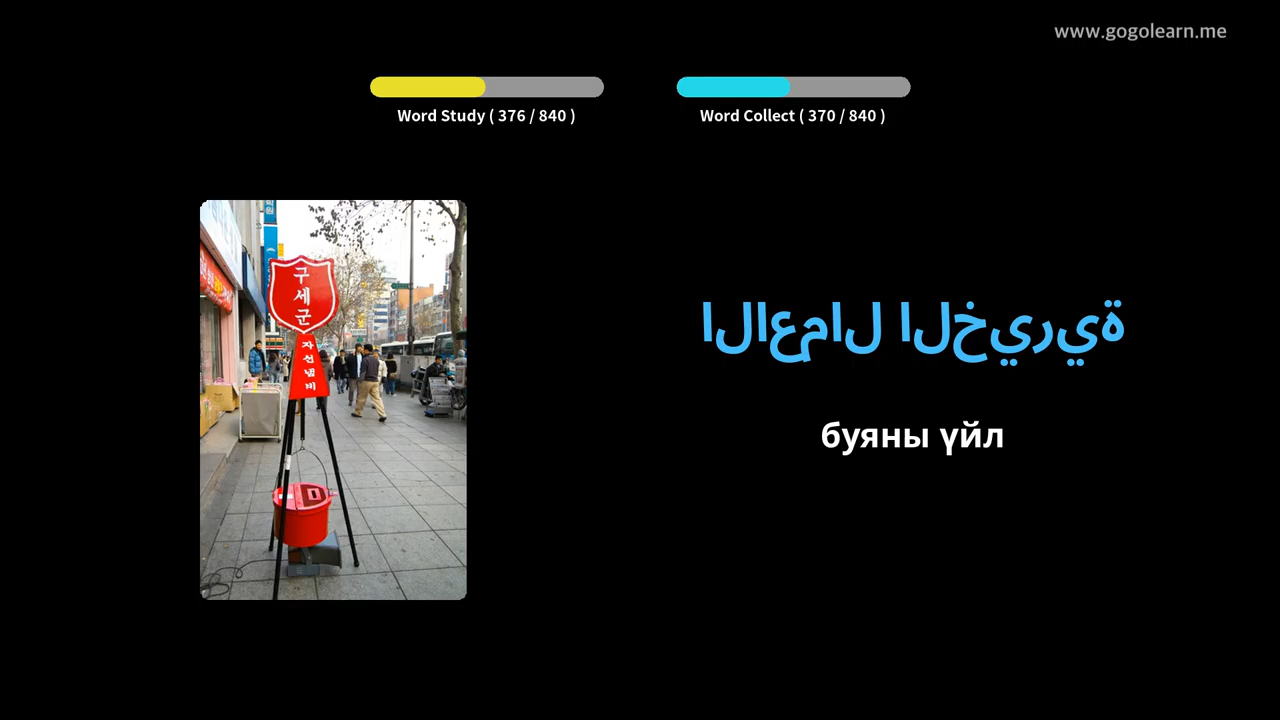 www.gogolearn.me
Word Study ( 376 / 840 )
Word Collect ( 370 / 840 )
구세군
자선냄비
الاعمال الخيرية
буяны үйл